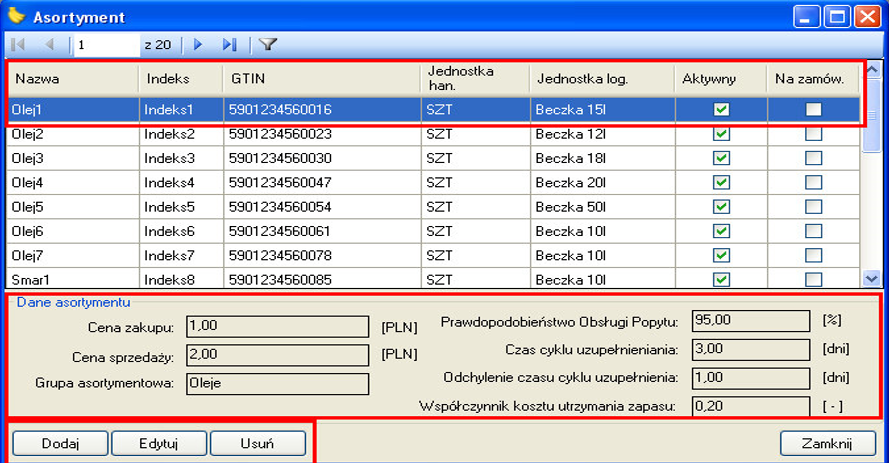 Asortyment
1 z 20
Nazwa Indeks GTIN Jednostka han. Jednostka log. Aktywny Na zamów.
Olej1 Indeks1 5901234560016 SZT Beczka 15l
Olej2 Indeks2 5901234560023 SZT Beczka 12l
Olej3 Indeks3 5901234560030 SZT Beczka 18l
Olej4 Indeks4 5901234560047 SZT Beczka 20l
Olej5 Indeks5 5901234560054 SZT Beczka 50l
Olej6 Indeks6 5901234560061 SZT Beczka 10l
Olej7 Indeks7 5901234560078 SZT Beczka 10l
Smar1 Indeks8 5901234560085 SZT Beczka 10l
Dane asortymentu
Cena zakupu: 1,00 [PLN]
Cena sprzedaży: 2,00 [PLN]
Grupa asortymentowa: Oleje
Prawdopodobieństwo Obsługi Popytu: 95,00 [%]
Czas cyklu uzupełnieniania: 3,00 [dni]
Odchylenie czasu cyklu uzupełnienia: 1,00 [dni]
Współczynnik kosztu utrzymania zapasu: 0,20 [ - ]
Dodaj Edytuj Usuń Zamknij